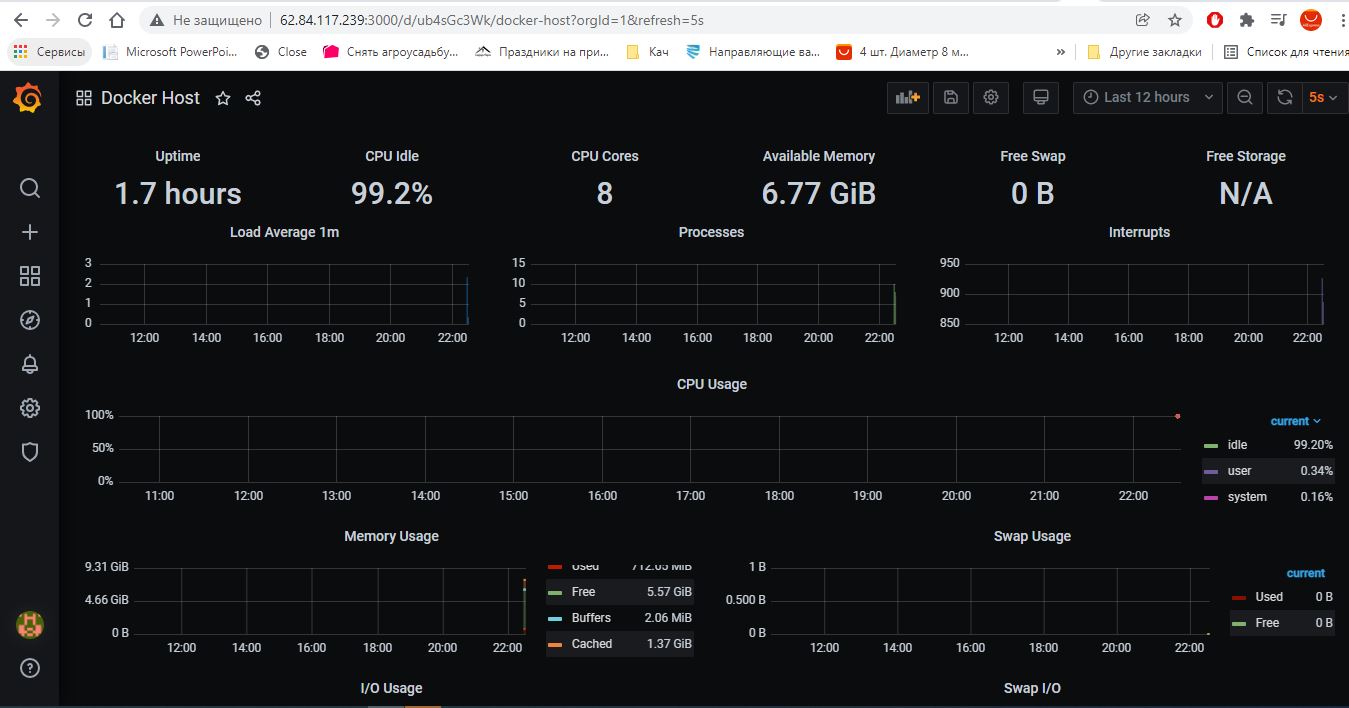 Не защищено 62.84.117.239:3000/d/ub4sGc3Wk/docker-host?orgId=1&refresh=5s
Сервисы Microsoft PowerPoi... Close Снять агроусадьбу... Праздники на при... Кач Направляющие ва... 4 шт. Диаметр 8 м... » Другие закладки Список для чтения
Docker Host Last 12 hours 5s
Uptime CPU Idle CPU Cores Available Memory Free Swap Free Storage
1.7 hours 99.2% 8 6.77 GiB 0 B N/A
Load Average 1m
3
2
1
0
12:00 14:00 16:00 18:00 20:00 22:00
Processes
15
10
5
0
12:00 14:00 16:00 18:00 20:00 22:00
Interrupts
950
900
850
12:00 14:00 16:00 18:00 20:00 22:00
CPU Usage
100%
50%
0%
11:00 12:00 13:00 14:00 15:00 16:00 17:00 18:00 19:00 20:00 21:00 22:00
current
idle 99.20%
user 0.34%
system 0.16%
Memory Usage
9.31 GiB
4.66 GiB
0 B
12:00 14:00 16:00 18:00 20:00 22:00
Used 712.65 MiB
Free 5.57 GiB
Buffers 2.06 MiB
Cached 1.37 GiB
Swap Usage
1 B
0.500 B
0 B
12:00 14:00 16:00 18:00 20:00 22:00
current
Used 0 B
Free 0 B
I/O Usage
Swap I/O